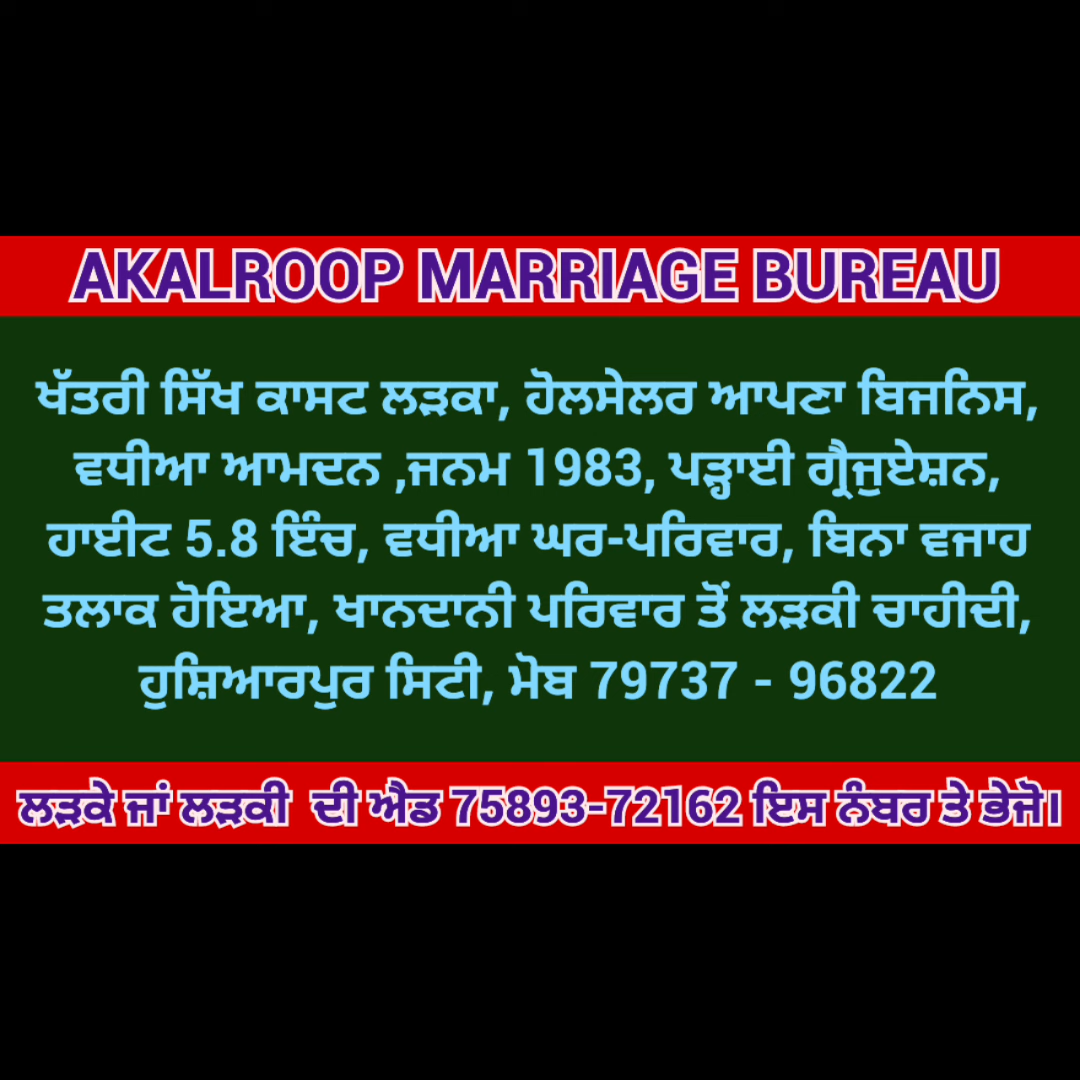 AKALROOP MARRIAGE BUREAU
ਖੱਤਰੀ ਸਿੱਖ ਕਾਸਟ ਲੜਕਾ, ਹੋਲਸੇਲਰ ਆਪਣਾ ਬਿਜਨਿਸ,
ਵਧੀਆ ਆਮਦਨ ,ਜਨਮ 1983, ਪੜ੍ਹਾਈ ਗ੍ਰੈਜੁਏਸ਼ਨ,
ਹਾਈਟ 5.8 ਇੰਚ, ਵਧੀਆ ਘਰ-ਪਰਿਵਾਰ, ਬਿਨਾ ਵਜਾਹ
ਤਲਾਕ ਹੋਇਆ, ਖਾਨਦਾਨੀ ਪਰਿਵਾਰ ਤੋਂ ਲੜਕੀ ਚਾਹੀਦੀ,
ਹੁਸ਼ਿਆਰਪੁਰ ਸਿਟੀ, ਮੋਬ 79737 - 96822
ਲੜਕੇ ਜਾਂ ਲੜਕੀ  ਦੀ ਐਡ 75893-72162 ਇਸ ਨੰਬਰ ਤੇ ਭੇਜੋ।